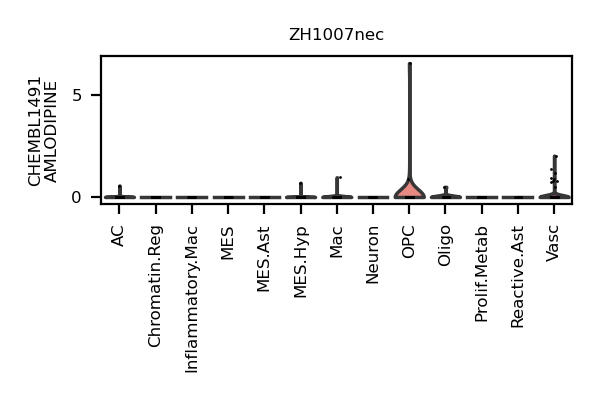 ZH1007nec
CHEMBL1491
AMLODIPINE
5
0
AC
Chromatin.Reg
Inflammatory.Mac
MES
MES.Ast
MES.Hyp
Mac
Neuron
OPC
Oligo
Prolif.Metab
Reactive.Ast
Vasc